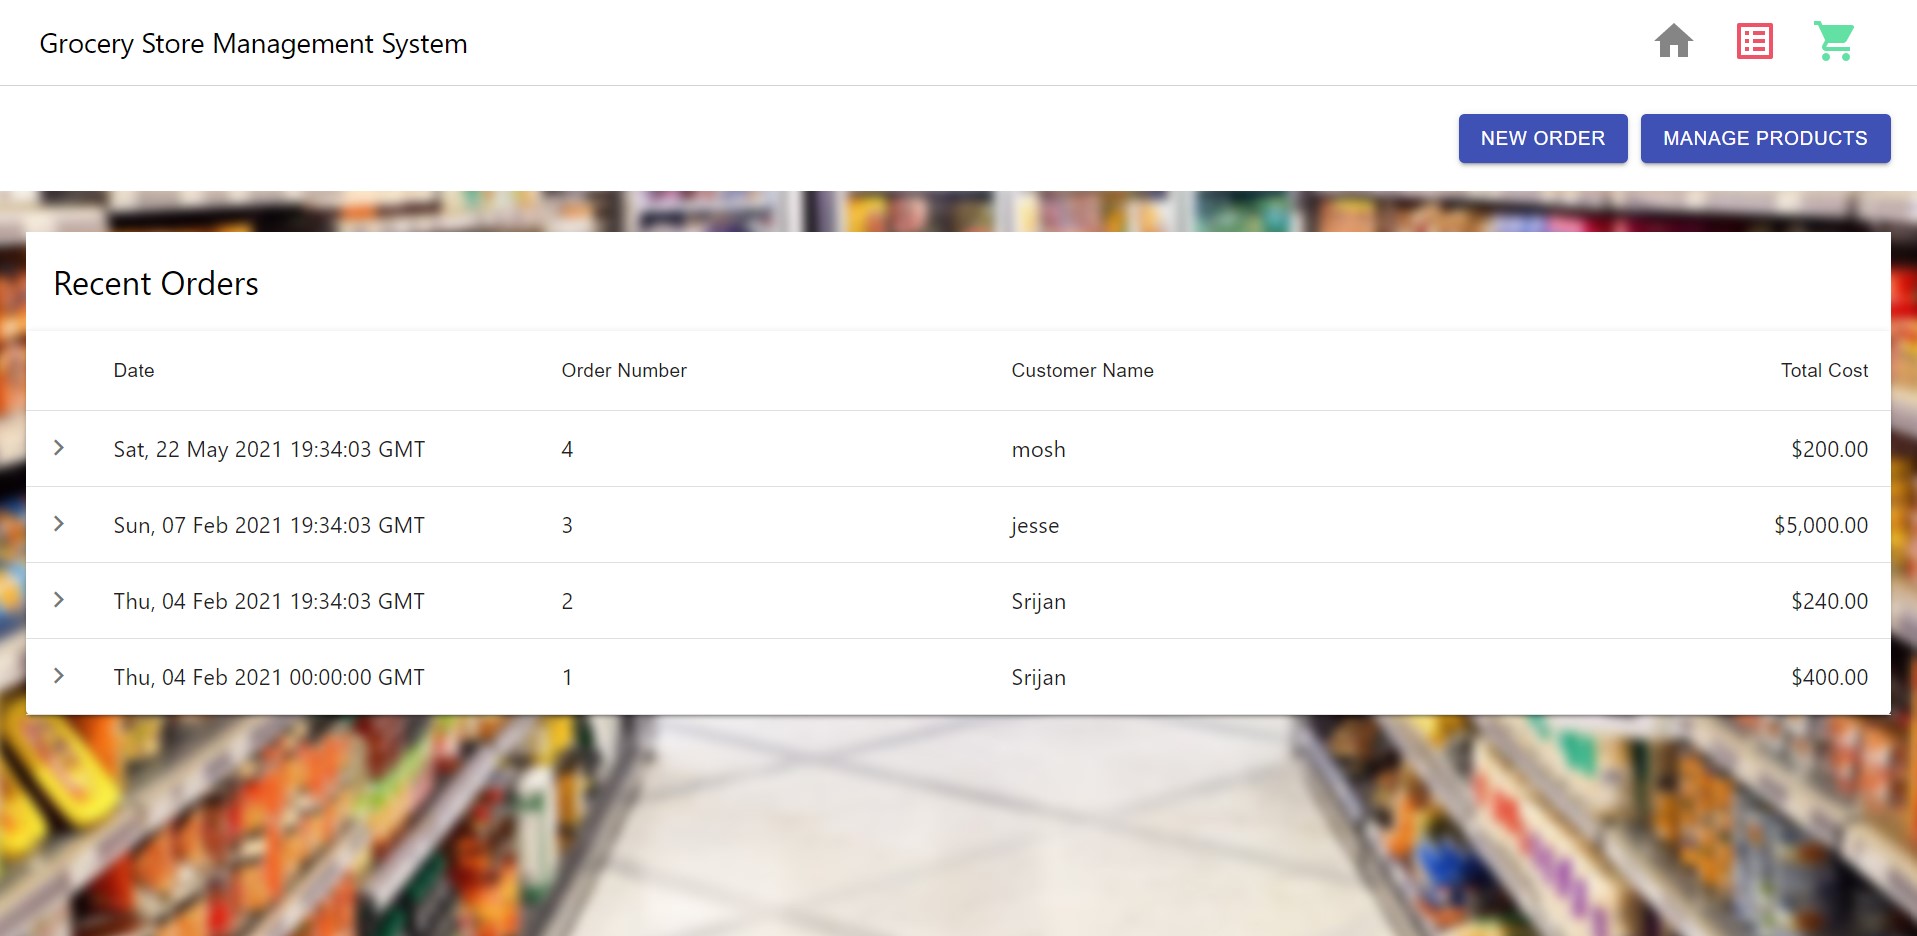 Grocery Store Management System
NEW ORDER MANAGE PRODUCTS
Recent Orders
Date Order Number Customer Name Total Cost
Sat, 22 May 2021 19:34:03 GMT 4 mosh $200.00
Sun, 07 Feb 2021 19:34:03 GMT 3 jesse $5,000.00
Thu, 04 Feb 2021 19:34:03 GMT 2 Srijan $240.00
Thu, 04 Feb 2021 00:00:00 GMT 1 Srijan $400.00